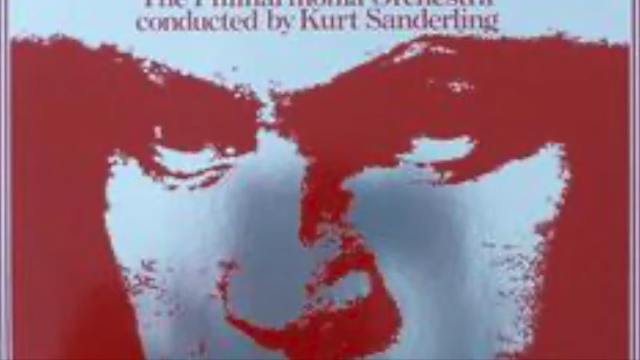 The Philharmonia Orchestra
conducted by Kurt Sanderling